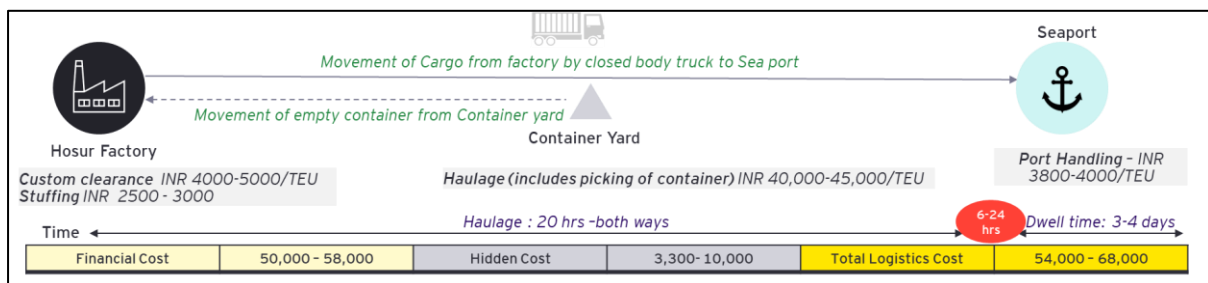 Seaport
Movement of Cargo from factory by closed body truck to Sea port
Movement of empty container from Container yard
Container Yard
Hosur Factory
Custom clearance INR 4000-5000/TEU
Stuffing INR 2500 - 3000
Haulage (includes picking of container) INR 40,000-45,000/TEU
Port Handling – INR
3800-4000/TEU
Time
Haulage : 20 hrs –both ways
6-24
hrs
Dwell time: 3-4 days
Financial Cost
50,000 – 58,000
Hidden Cost
3,300- 10,000
Total Logistics Cost
54,000 – 68,000